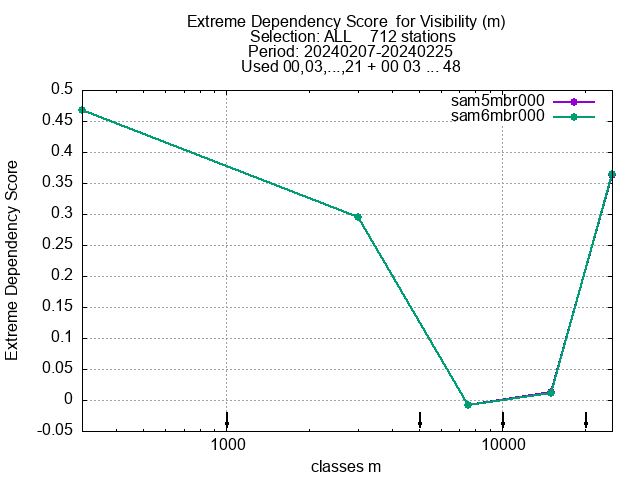 Extreme Dependency Score  for Visibility (m)
Selection: ALL    712 stations
Period: 20240207-20240225
Used 00,03,...,21 + 00 03 ... 48
sam5mbr000
sam6mbr000
0.5
0.45
0.4
0.35
0.3
0.25
0.2
0.15
0.1
0.05
0
-0.05
Extreme Dependency Score
1000 10000
classes m